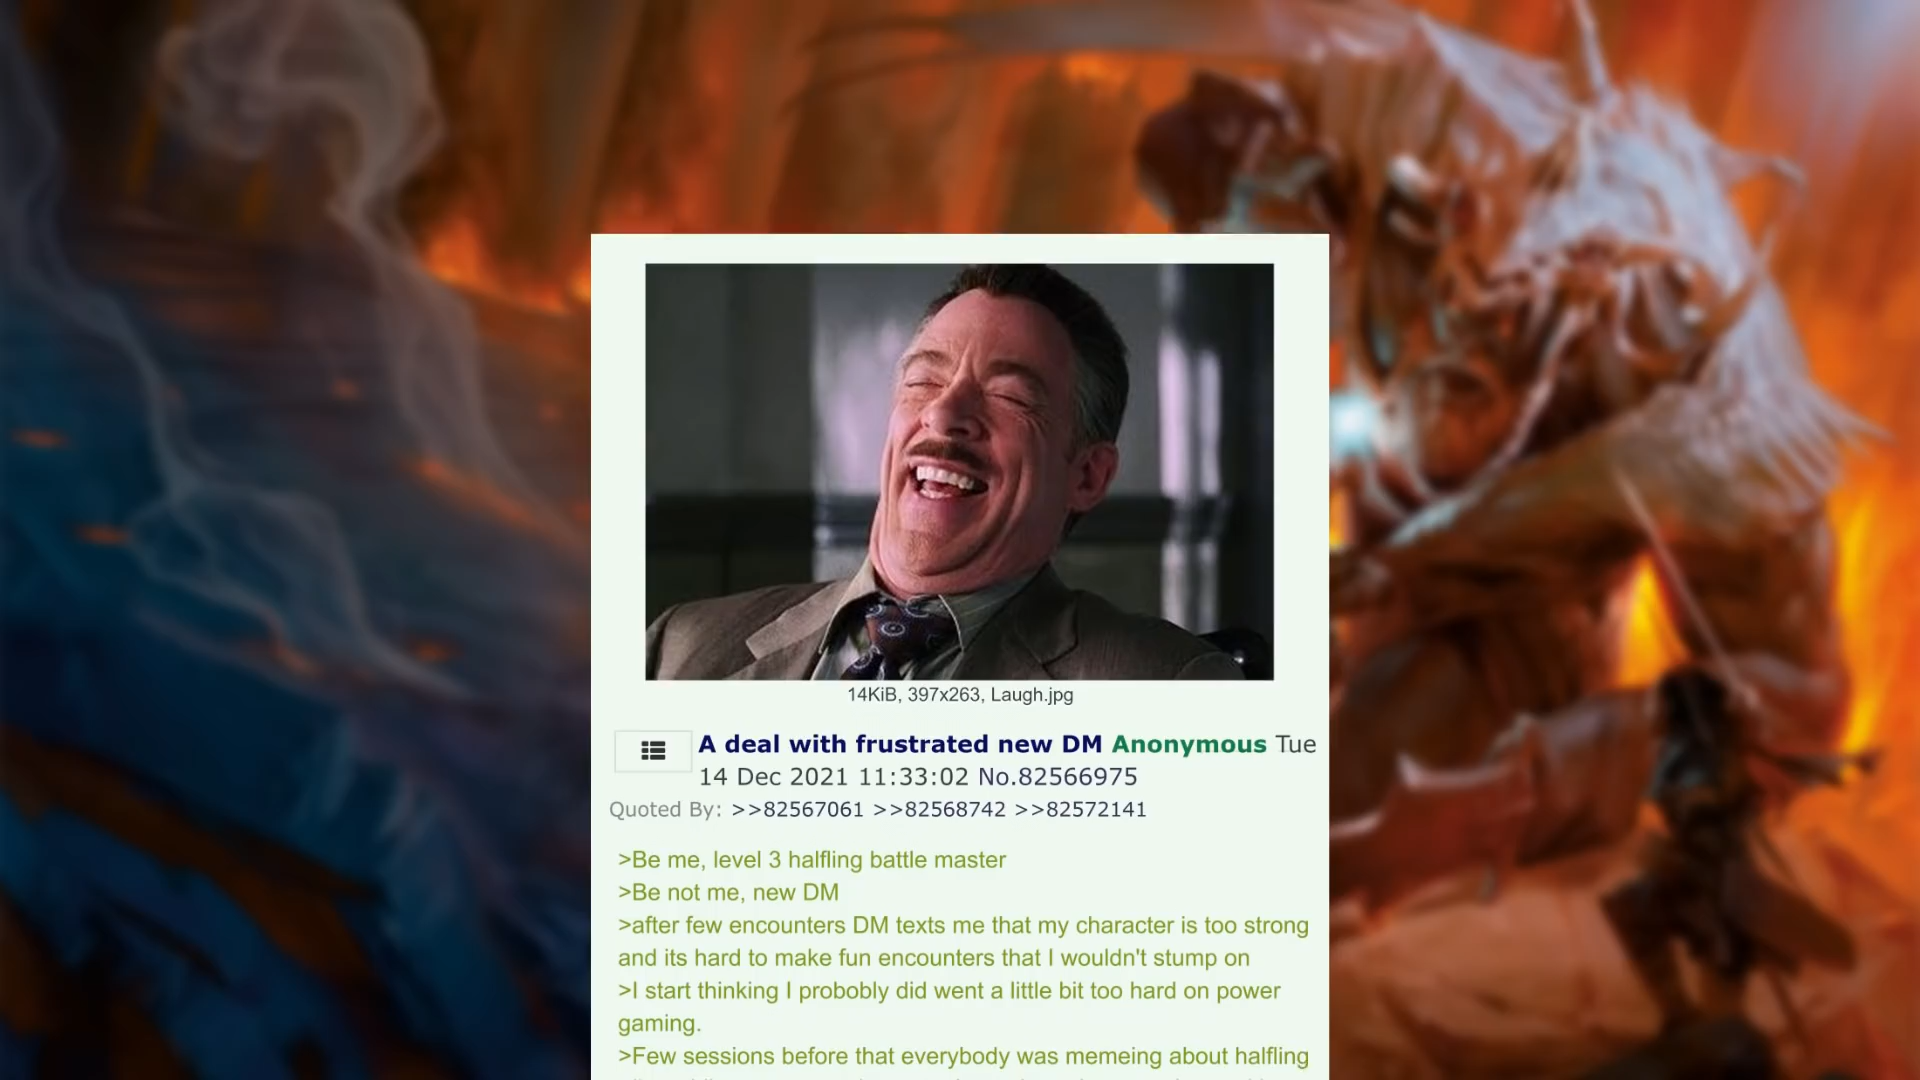 14KiB, 397x263, Laugh.jpg
A deal with frustrated new DM Anonymous Tue
14 Dec 2021 11:33:02 No.82566975
Quoted By: >>82567061 >>82568742 >>82572141
>Be me, level 3 halfling battle master
>Be not me, new DM
>after few encounters DM texts me that my character is too strong
and its hard to make fun encounters that I wouldn't stump on
>I start thinking I probobly did went a little bit too hard on power
gaming.
>Few sessions before that everybody was memeing about halfling